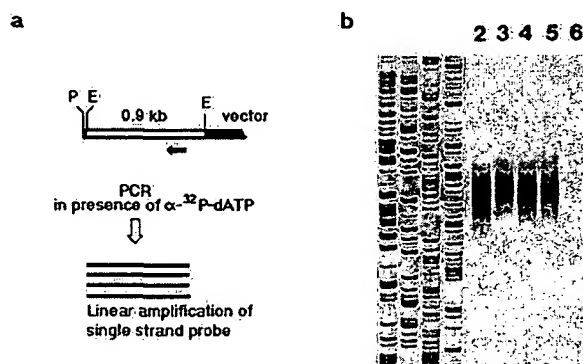 a
b
2 3 4 5 6
P E
E
0.9 kb
vector
PCR
in presence of α-³²P-dATP
Linear amplification of
single strand probe